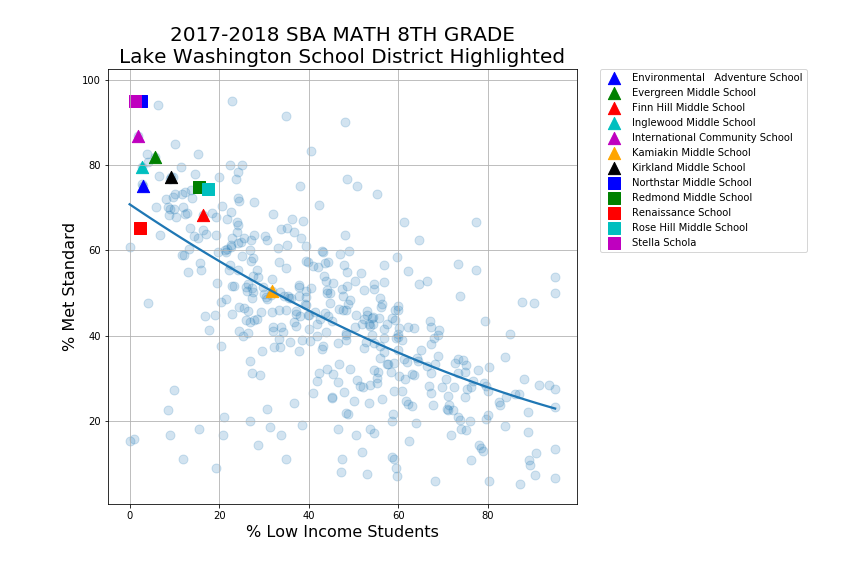 2017-2018 SBA MATH 8TH GRADE
Lake Washington School District Highlighted
% Met Standard
100
80
60
40
20
0
20
40
60
80
% Low Income Students
Environmental   Adventure School
Evergreen Middle School
Finn Hill Middle School
Inglewood Middle School
International Community School
Kamiakin Middle School
Kirkland Middle School
Northstar Middle School
Redmond Middle School
Renaissance School
Rose Hill Middle School
Stella Schola